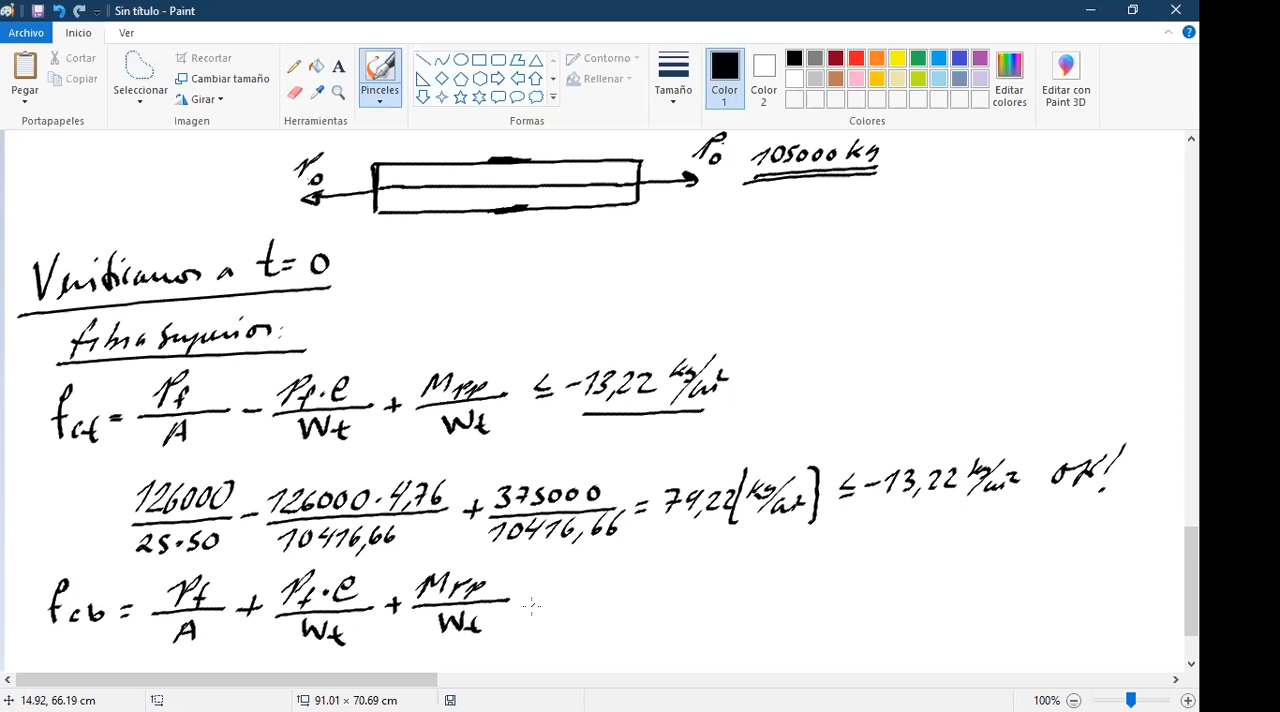 Sin título - Paint
Archivo Inicio Ver
Pegar
Cortar
Copiar
Portapapeles
Seleccionar
Recortar
Cambiar tamaño
Girar
Imagen
A
Herramientas
Pinceles
Contorno
Rellenar
Formas
Tamaño
Color 1
Color 2
Editar colores
Colores
Editar con Paint 3D
Po Po 105000 kg
Verificamos a t=0
fibra superior:
fct = Pf/A - Pf·e/Wt + Mpp/Wt ≤ -13,22 kg/cm²
126000/25·50 - 126000·4,76/10416,66 + 375000/10416,66 = 79,22 [kg/cm²] ≤ -13,22 kg/cm² OK!
fcb = Pf/A + Pf·e/Wt + Mpp/Wt
14.92, 66.19 cm
91.01 × 70.69 cm
100%